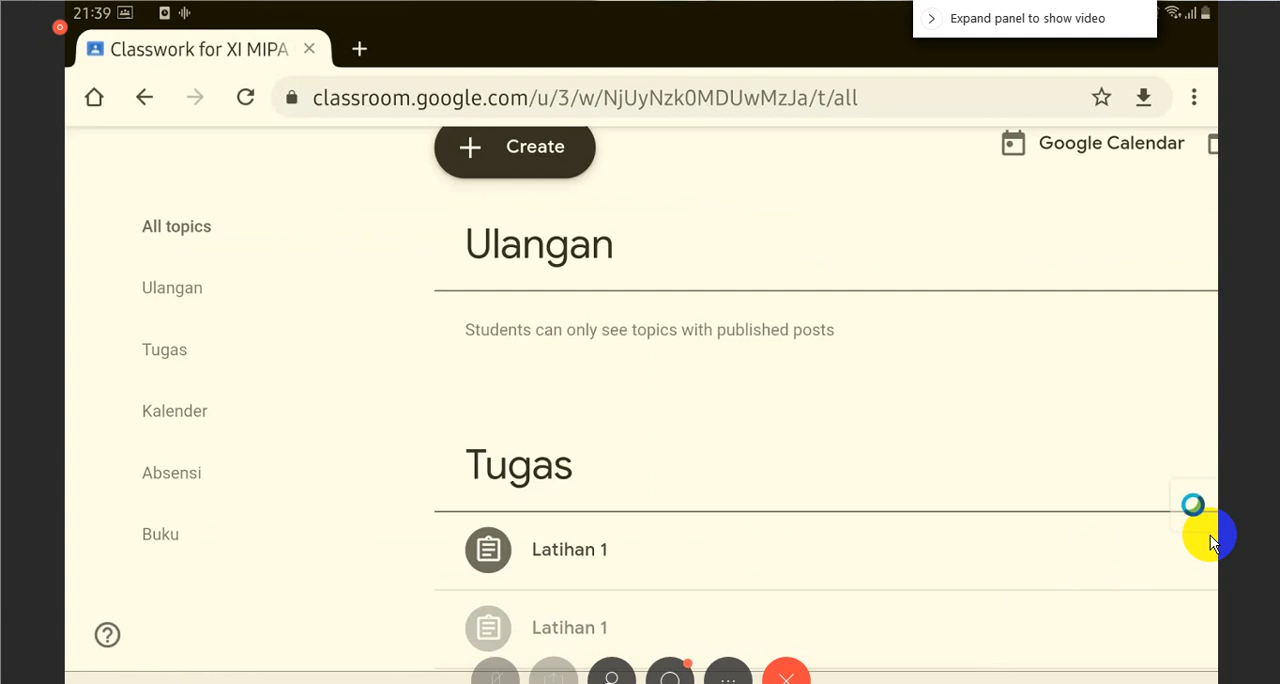 21:39
Expand panel to show video
Classwork for XI MIPA
classroom.google.com/u/3/w/NjUyNzk0MDUwMzJa/t/all
Create
Google Calendar
All topics
Ulangan
Tugas
Kalender
Absensi
Buku
Ulangan
Students can only see topics with published posts
Tugas
Latihan 1
Latihan 1